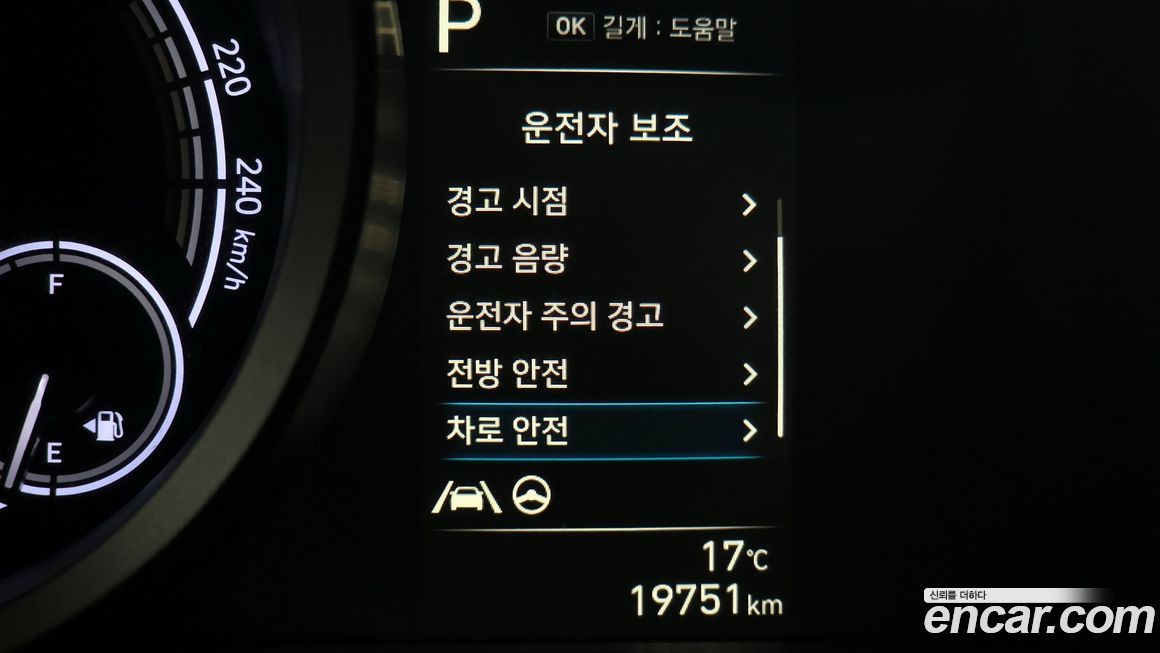 220
240
km/h
F
E
P
OK 길게 : 도움말
운전자 보조
경고 시점
경고 음량
운전자 주의 경고
전방 안전
차로 안전
17℃
19751km
신뢰를 더하다
encar.com